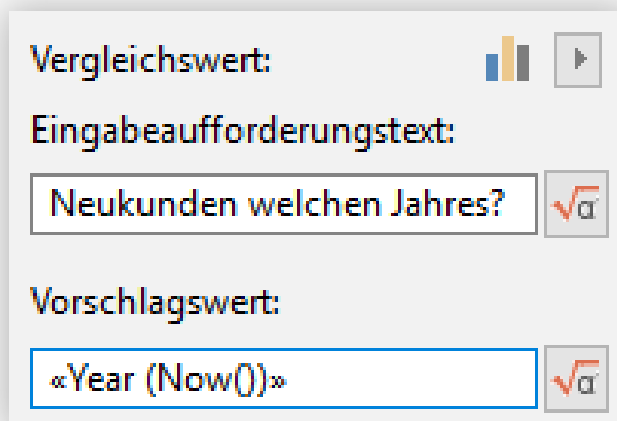 Vergleichswert:
Eingabeaufforderungstext:
Neukunden welchen Jahres?
√α
Vorschlagswert:
«Year (Now())»
√α